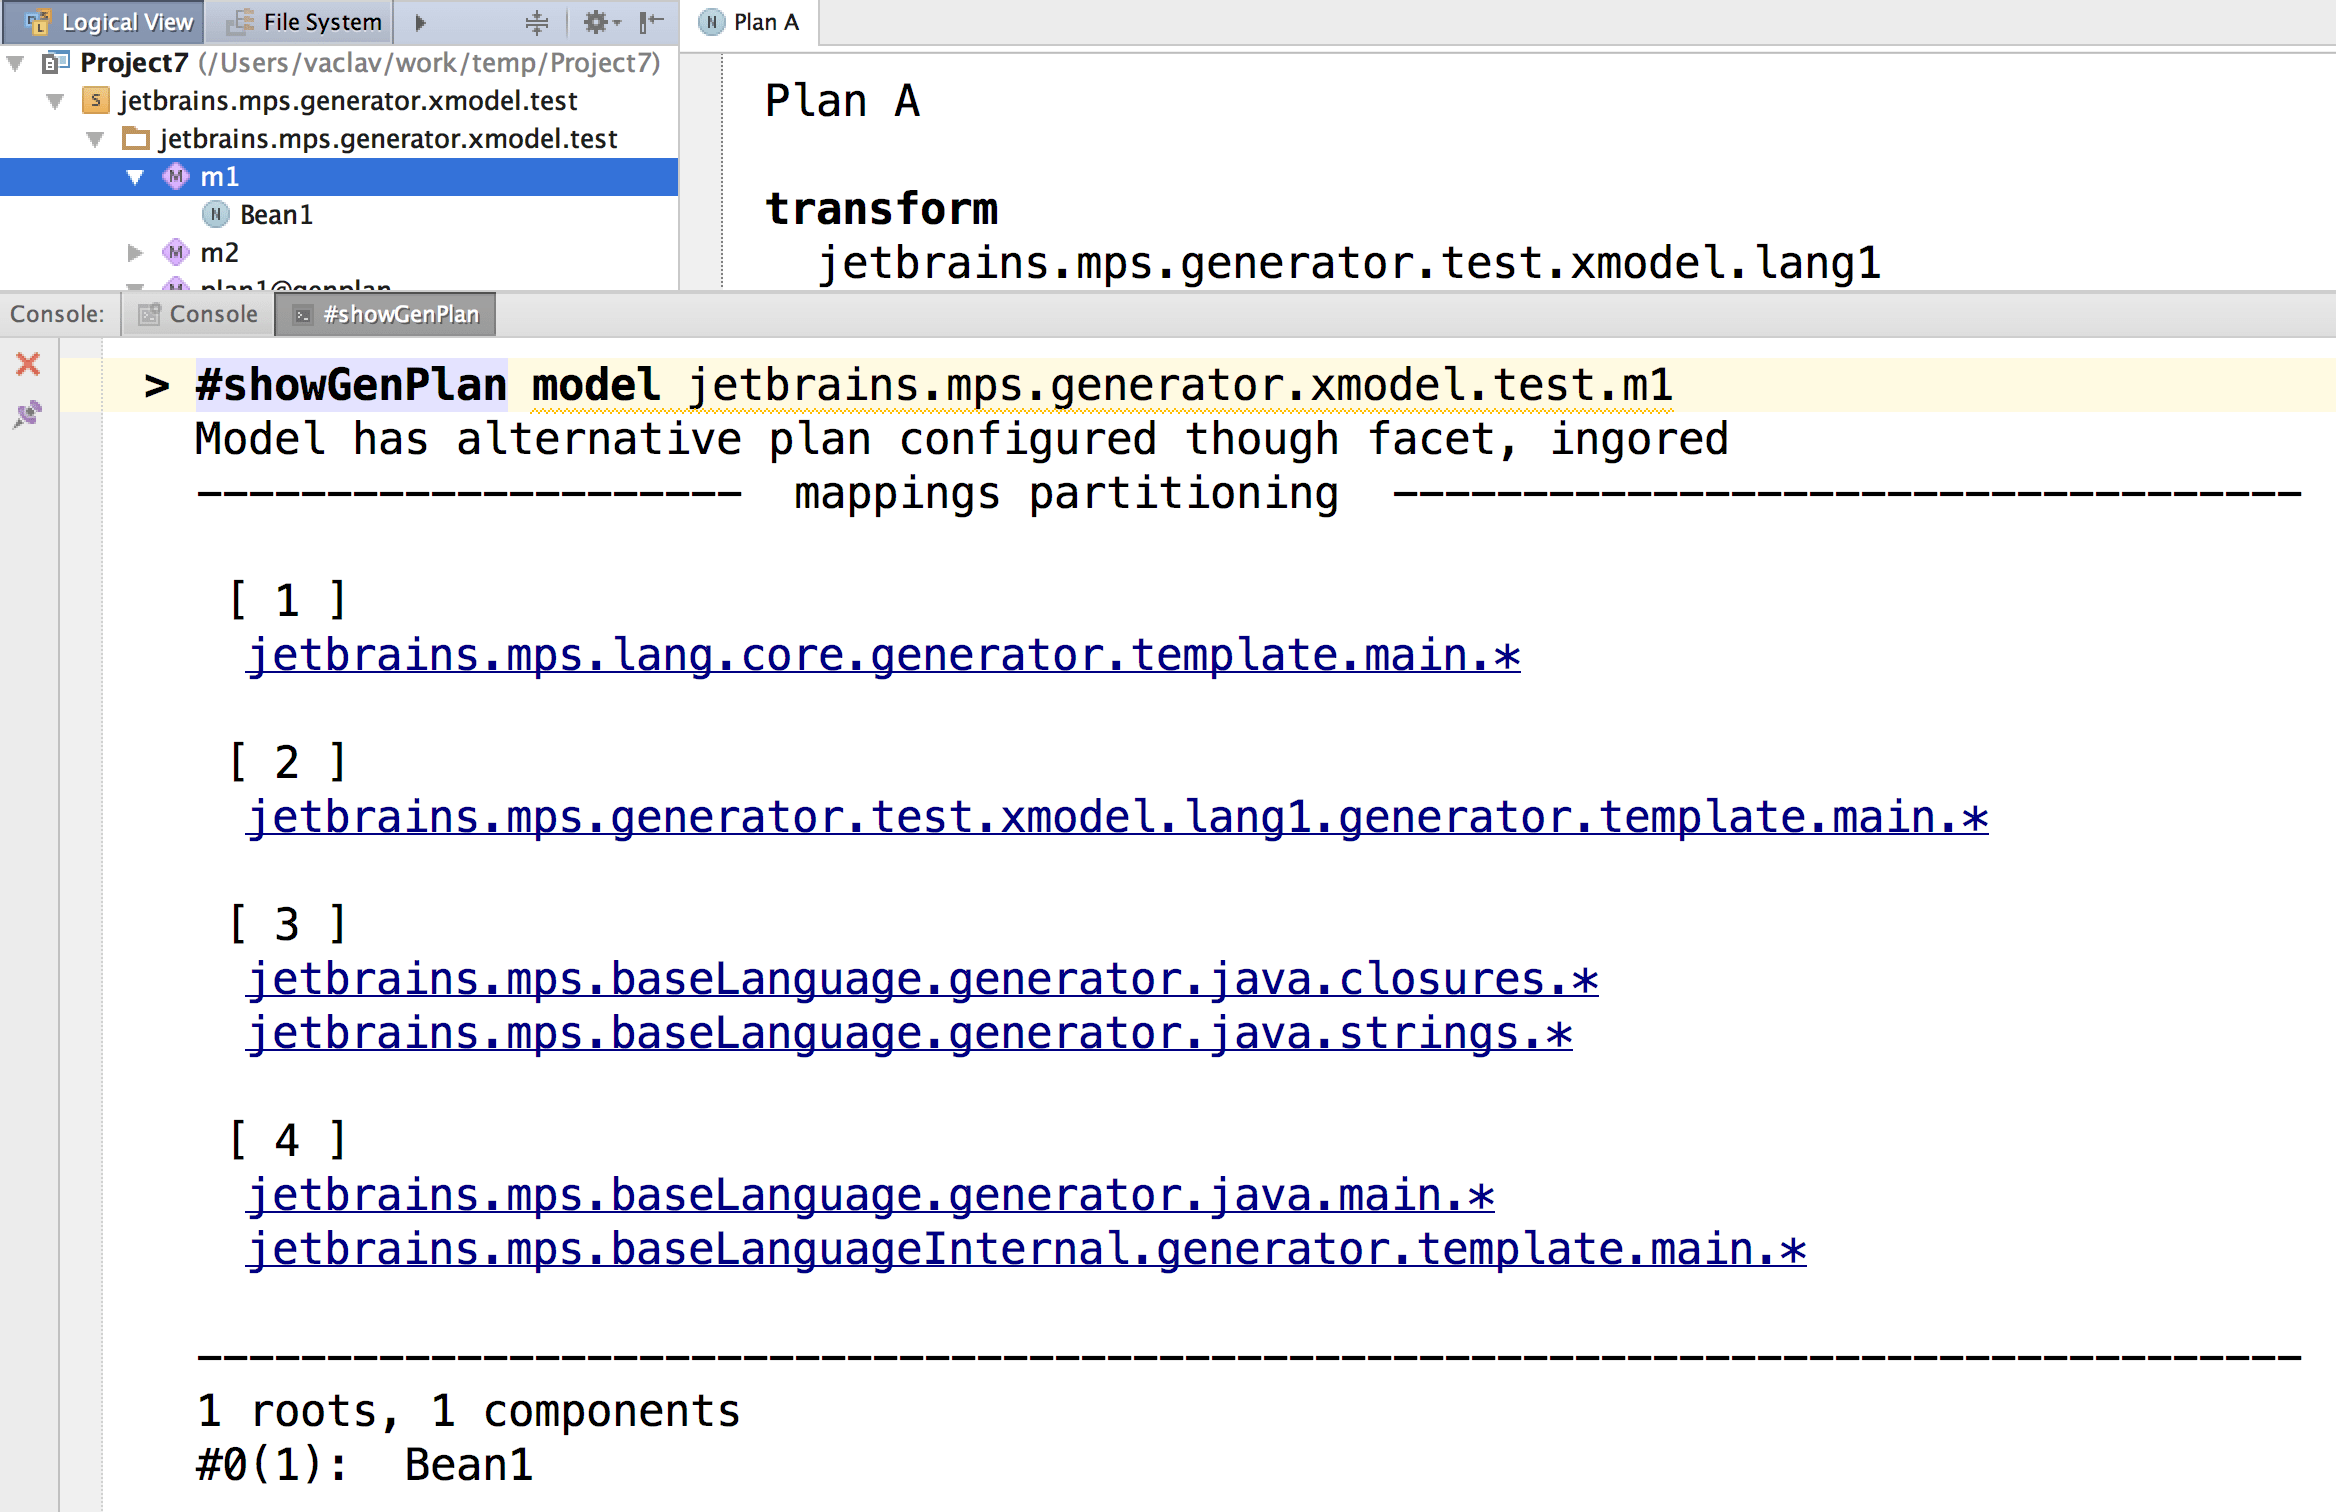 Logical View File System
Plan A
Project7 (/Users/vaclav/work/temp/Project7)
jetbrains.mps.generator.xmodel.test
jetbrains.mps.generator.xmodel.test
m1
Bean1
m2
plan1@genplan
Plan A
transform
jetbrains.mps.generator.test.xmodel.lang1
Console: Console #showGenPlan
> #showGenPlan model jetbrains.mps.generator.xmodel.test.m1
Model has alternative plan configured though facet, ingored
--------------------- mappings partitioning -----------------------------------
[ 1 ]
jetbrains.mps.lang.core.generator.template.main.*
[ 2 ]
jetbrains.mps.generator.test.xmodel.lang1.generator.template.main.*
[ 3 ]
jetbrains.mps.baseLanguage.generator.java.closures.*
jetbrains.mps.baseLanguage.generator.java.strings.*
[ 4 ]
jetbrains.mps.baseLanguage.generator.java.main.*
jetbrains.mps.baseLanguageInternal.generator.template.main.*
---------------------------------------------------------------------------------
1 roots, 1 components
#0(1):  Bean1